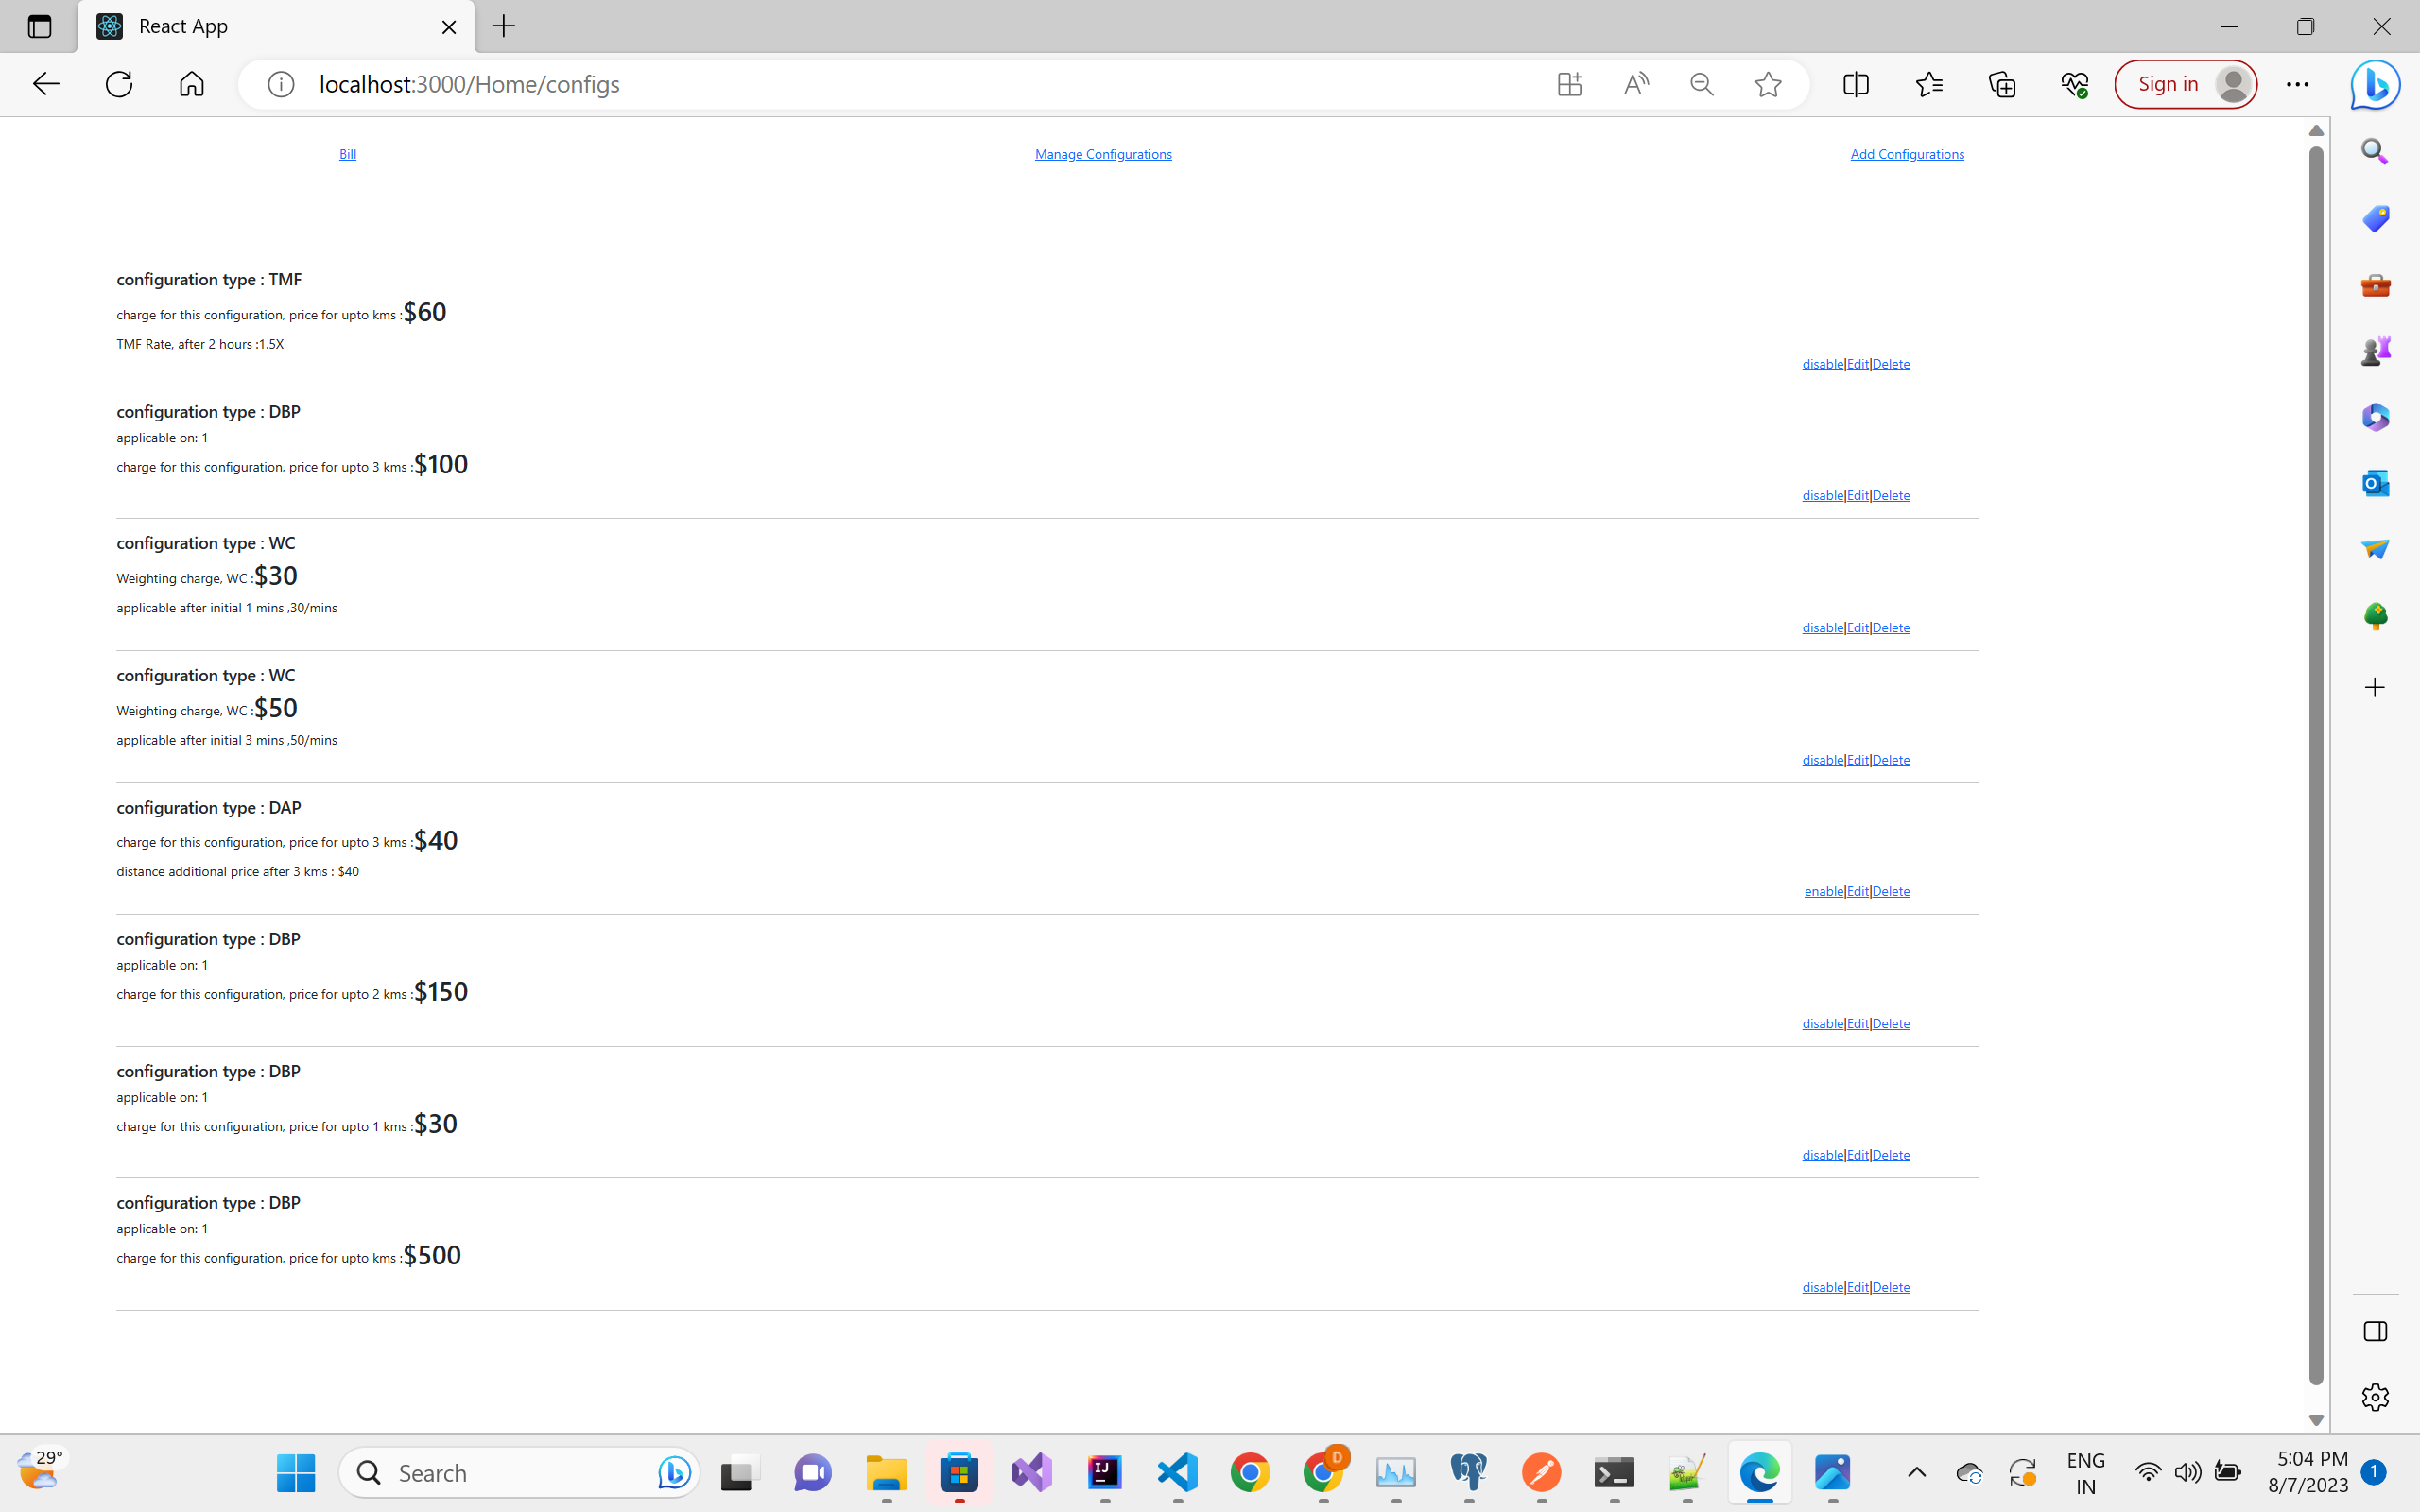 React App
localhost:3000/Home/configs
Sign in
Bill Manage Configurations Add Configurations
configuration type : TMF
charge for this configuration, price for upto kms :$60
TMF Rate, after 2 hours :1.5X
disable|Edit|Delete
configuration type : DBP
applicable on: 1
charge for this configuration, price for upto 3 kms :$100
disable|Edit|Delete
configuration type : WC
Weighting charge, WC :$30
applicable after initial 1 mins ,30/mins
disable|Edit|Delete
configuration type : WC
Weighting charge, WC :$50
applicable after initial 3 mins ,50/mins
disable|Edit|Delete
configuration type : DAP
charge for this configuration, price for upto 3 kms :$40
distance additional price after 3 kms : $40
enable|Edit|Delete
configuration type : DBP
applicable on: 1
charge for this configuration, price for upto 2 kms :$150
disable|Edit|Delete
configuration type : DBP
applicable on: 1
charge for this configuration, price for upto 1 kms :$30
disable|Edit|Delete
configuration type : DBP
applicable on: 1
charge for this configuration, price for upto kms :$500
disable|Edit|Delete
29°
Search
D
ENG
IN
5:04 PM
8/7/2023
1